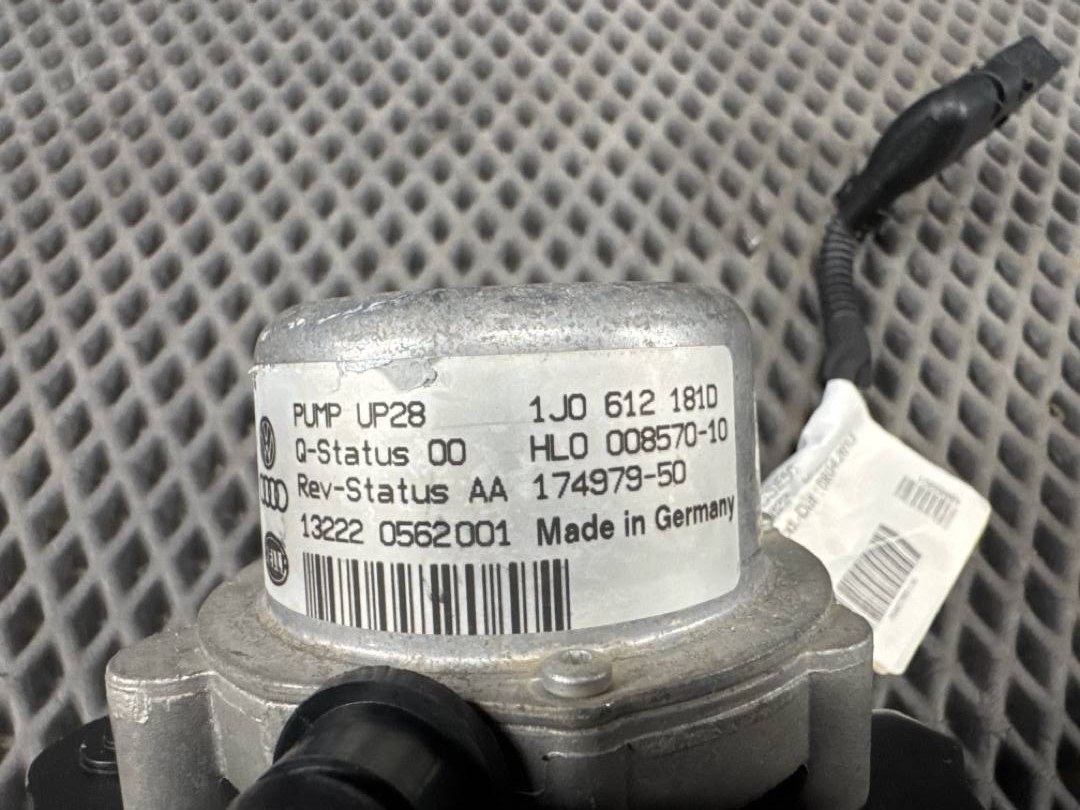 PUMP UP28 1J0 612 181D
Q-Status 00 HL0 008570-10
Rev-Status AA 174979-50
13222 0562001 Made in Germany